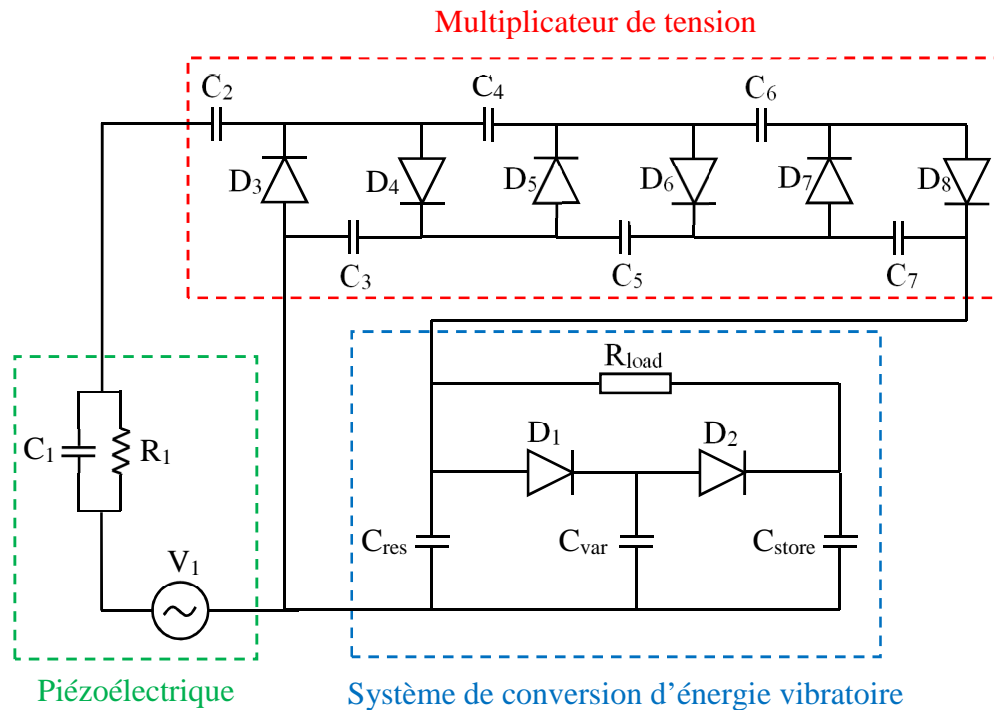 Multiplicateur de tension
C2 C4 C6
D3 D4 D5 D6 D7 D8
C3 C5 C7
Rload
D1 D2
C1 R1
Cres Cvar Cstore
V1
Piézoélectrique
Système de conversion d’énergie vibratoire